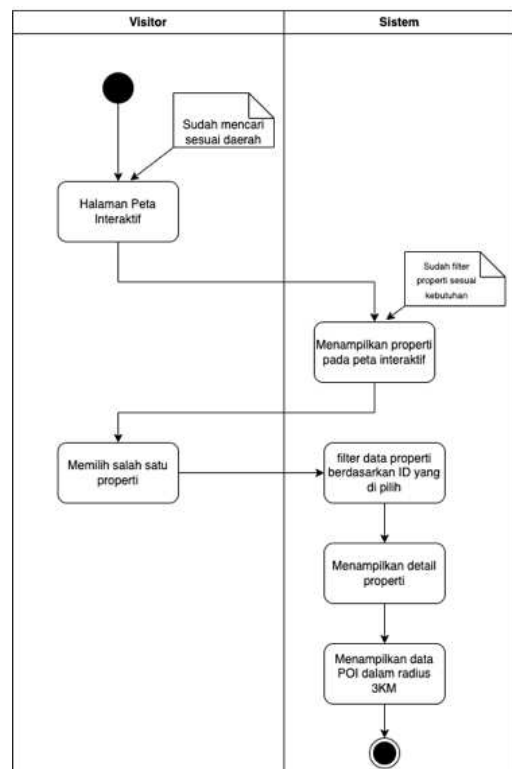 Visitor
Sistem
Sudah mencari
sesuai daerah
Halaman Peta
Interaktif
Sudah filter
properti sesuai
kebutuhan
Menampilkan properti
pada peta interaktif
Memilih salah satu
properti
filter data properti
berdasarkan ID yang
di pilih
Menampilkan detail
properti
Menampilkan data
POI dalam radius
3KM